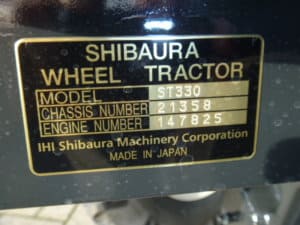 SHIBAURA
WHEEL TRACTOR
MODEL ST330
CHASSIS NUMBER 21358
ENGINE NUMBER 147825
IHI Shibaura Machinery Corporation
MADE IN JAPAN